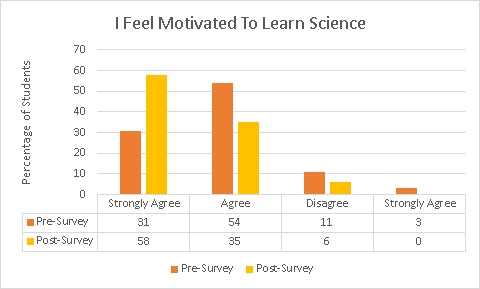 I Feel Motivated To Learn Science
Percentage of Students
70
60
50
40
30
20
10
0
Strongly Agree Agree Disagree Strongly Agree
Pre-Survey 31 54 11 3
Post-Survey 58 35 6 0
Pre-Survey Post-Survey